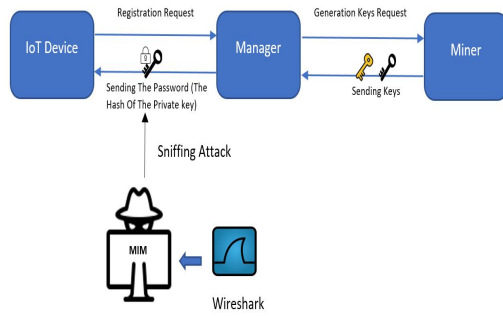 Registration Request
Generation Keys Request
IoT Device
Manager
Miner
Sending The Password (The
Hash Of The Private key)
Sending Keys
Sniffing Attack
MIM
Wireshark